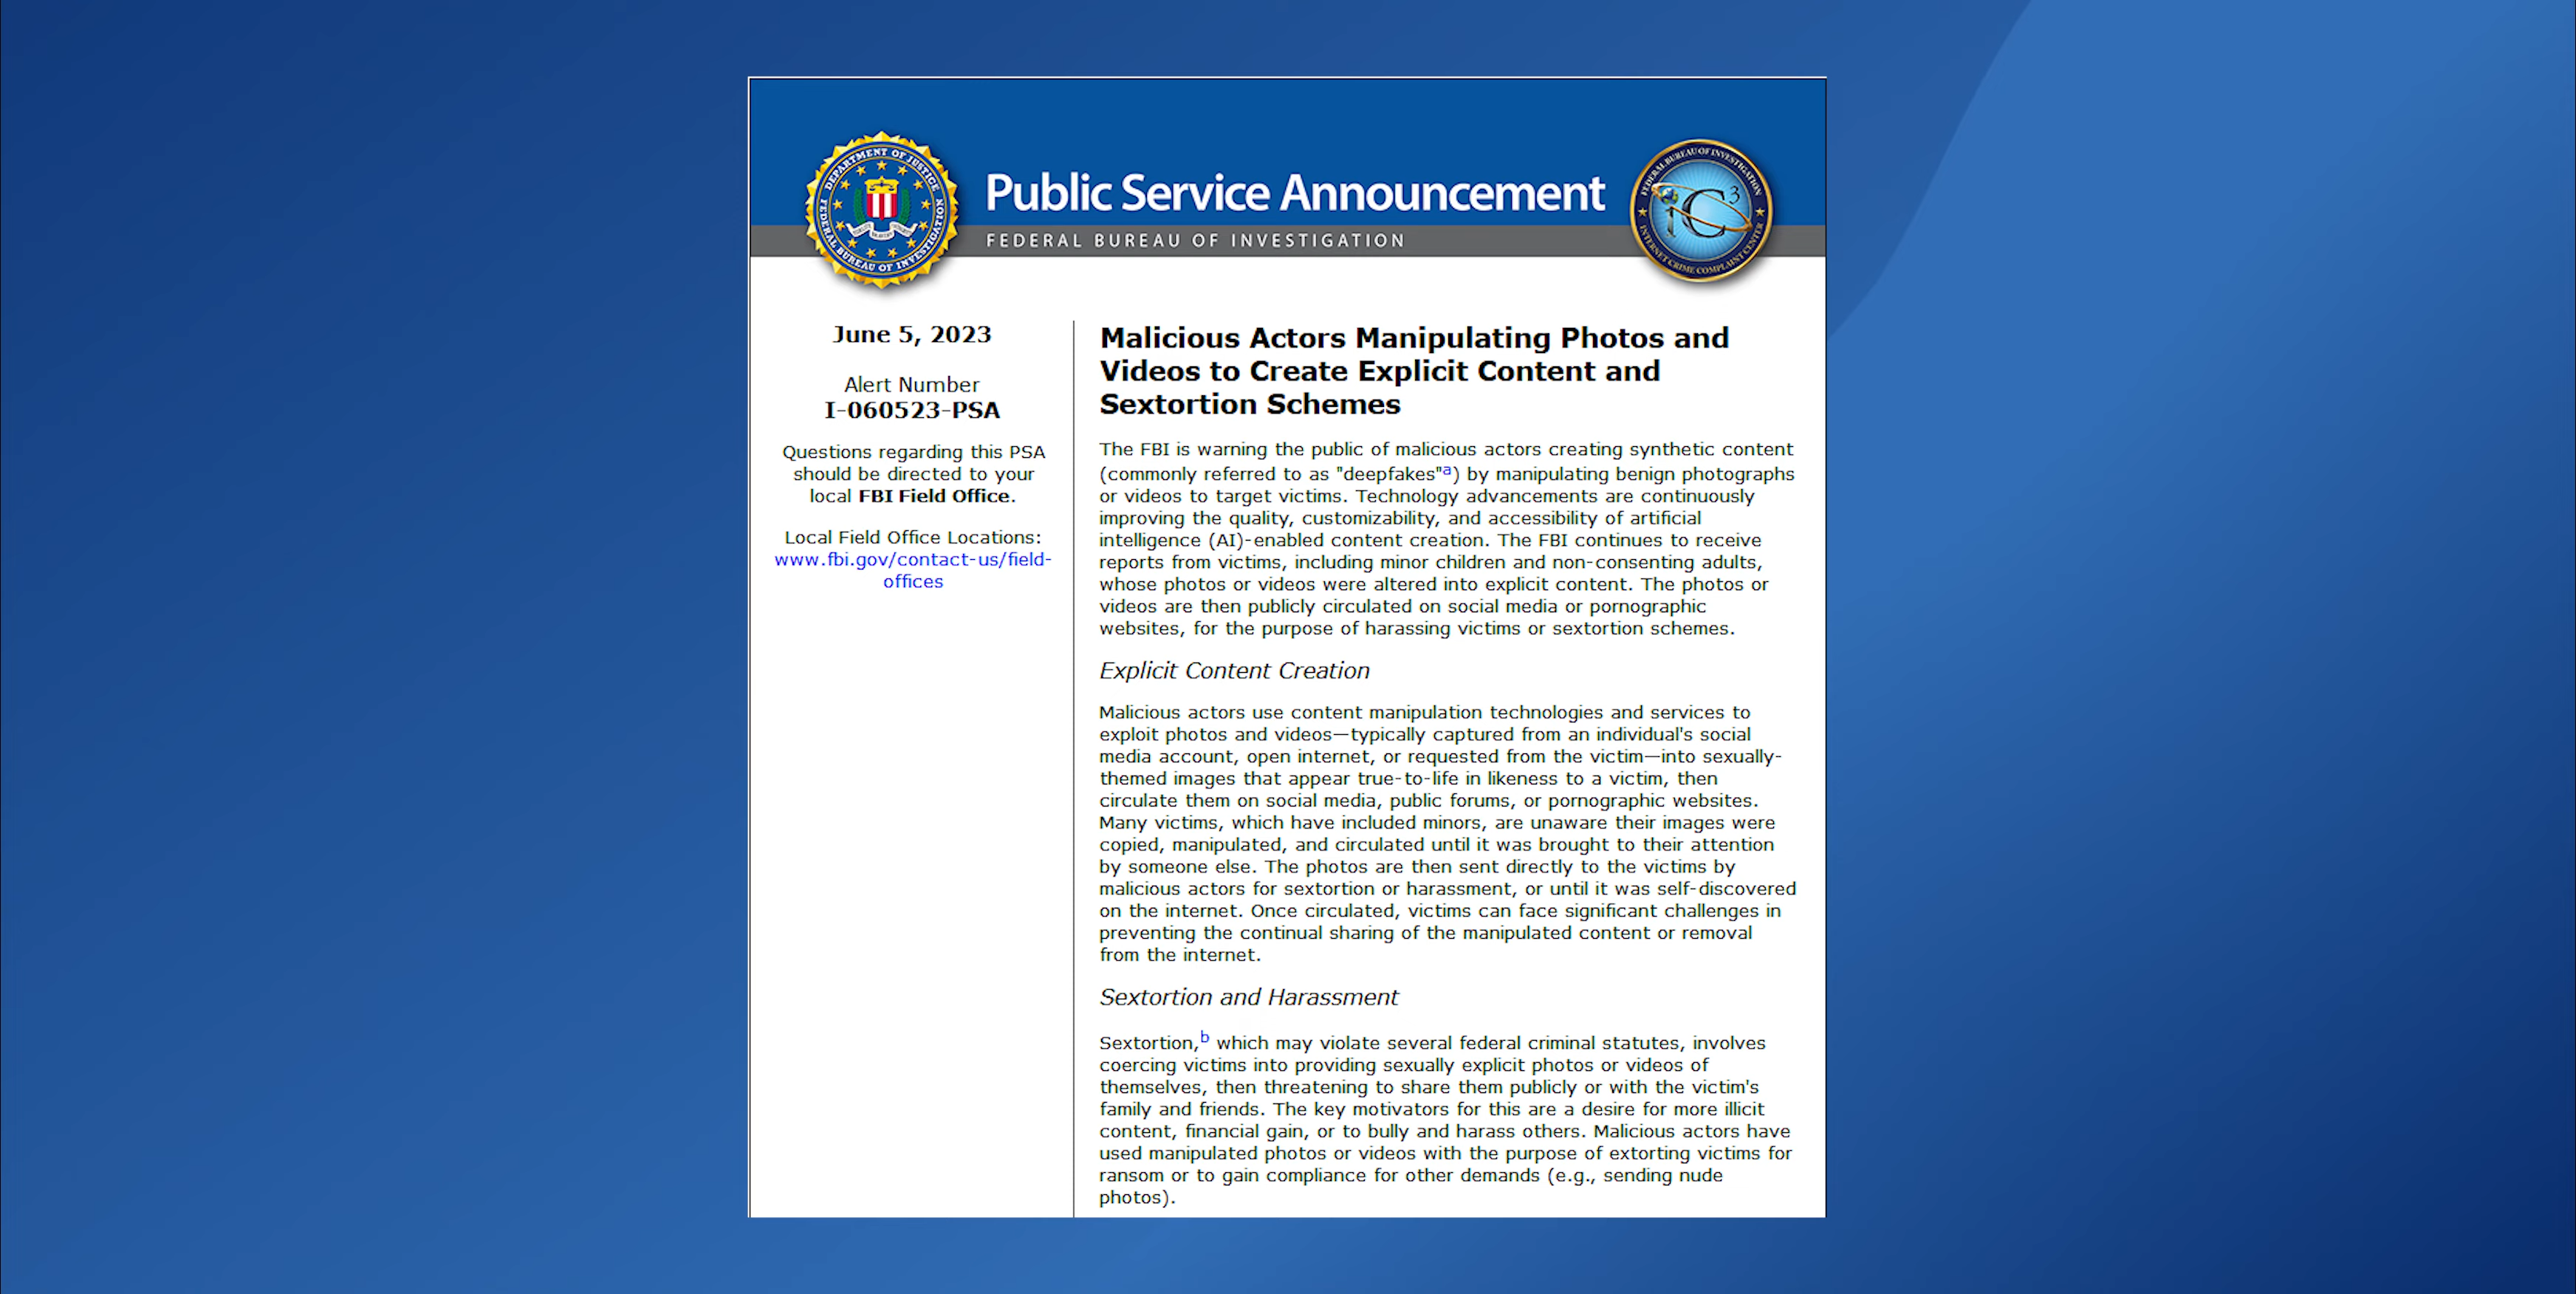 DEPARTMENT OF JUSTICE
FEDERAL BUREAU OF INVESTIGATION
Public Service Announcement
FEDERAL BUREAU OF INVESTIGATION
FEDERAL BUREAU OF INVESTIGATION
iC3
INTERNET CRIME COMPLAINT CENTER
June 5, 2023
Alert Number
I-060523-PSA
Questions regarding this PSA
should be directed to your
local FBI Field Office.
Local Field Office Locations:
www.fbi.gov/contact-us/field-
offices
Malicious Actors Manipulating Photos and
Videos to Create Explicit Content and
Sextortion Schemes
The FBI is warning the public of malicious actors creating synthetic content
(commonly referred to as "deepfakes"a) by manipulating benign photographs
or videos to target victims. Technology advancements are continuously
improving the quality, customizability, and accessibility of artificial
intelligence (AI)-enabled content creation. The FBI continues to receive
reports from victims, including minor children and non-consenting adults,
whose photos or videos were altered into explicit content. The photos or
videos are then publicly circulated on social media or pornographic
websites, for the purpose of harassing victims or sextortion schemes.
Explicit Content Creation
Malicious actors use content manipulation technologies and services to
exploit photos and videos—typically captured from an individual's social
media account, open internet, or requested from the victim—into sexually-
themed images that appear true-to-life in likeness to a victim, then
circulate them on social media, public forums, or pornographic websites.
Many victims, which have included minors, are unaware their images were
copied, manipulated, and circulated until it was brought to their attention
by someone else. The photos are then sent directly to the victims by
malicious actors for sextortion or harassment, or until it was self-discovered
on the internet. Once circulated, victims can face significant challenges in
preventing the continual sharing of the manipulated content or removal
from the internet.
Sextortion and Harassment
Sextortion,b which may violate several federal criminal statutes, involves
coercing victims into providing sexually explicit photos or videos of
themselves, then threatening to share them publicly or with the victim's
family and friends. The key motivators for this are a desire for more illicit
content, financial gain, or to bully and harass others. Malicious actors have
used manipulated photos or videos with the purpose of extorting victims for
ransom or to gain compliance for other demands (e.g., sending nude
photos).